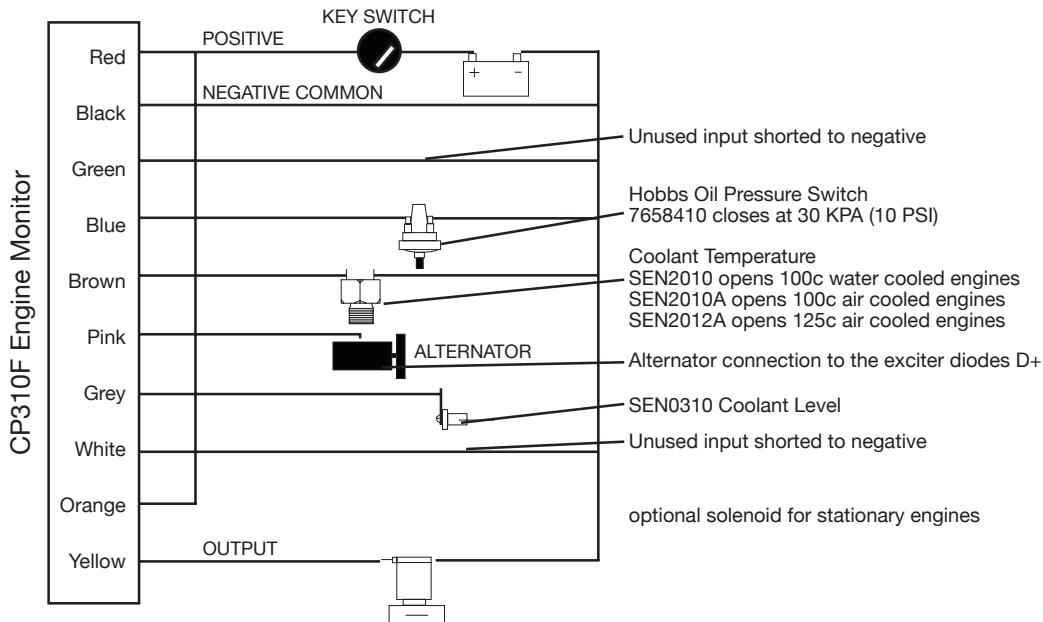 KEY SWITCH
POSITIVE
Red
+ -
NEGATIVE COMMON
Black
Unused input shorted to negative
Green
Hobbs Oil Pressure Switch
7658410 closes at 30 KPA (10 PSI)
Blue
Coolant Temperature
SEN2010 opens 100c water cooled engines
SEN2010A opens 100c air cooled engines
SEN2012A opens 125c air cooled engines
Brown
Pink
ALTERNATOR
Alternator connection to the exciter diodes D+
Grey
SEN0310 Coolant Level
Unused input shorted to negative
White
Orange
optional solenoid for stationary engines
OUTPUT
Yellow
CP310F Engine Monitor